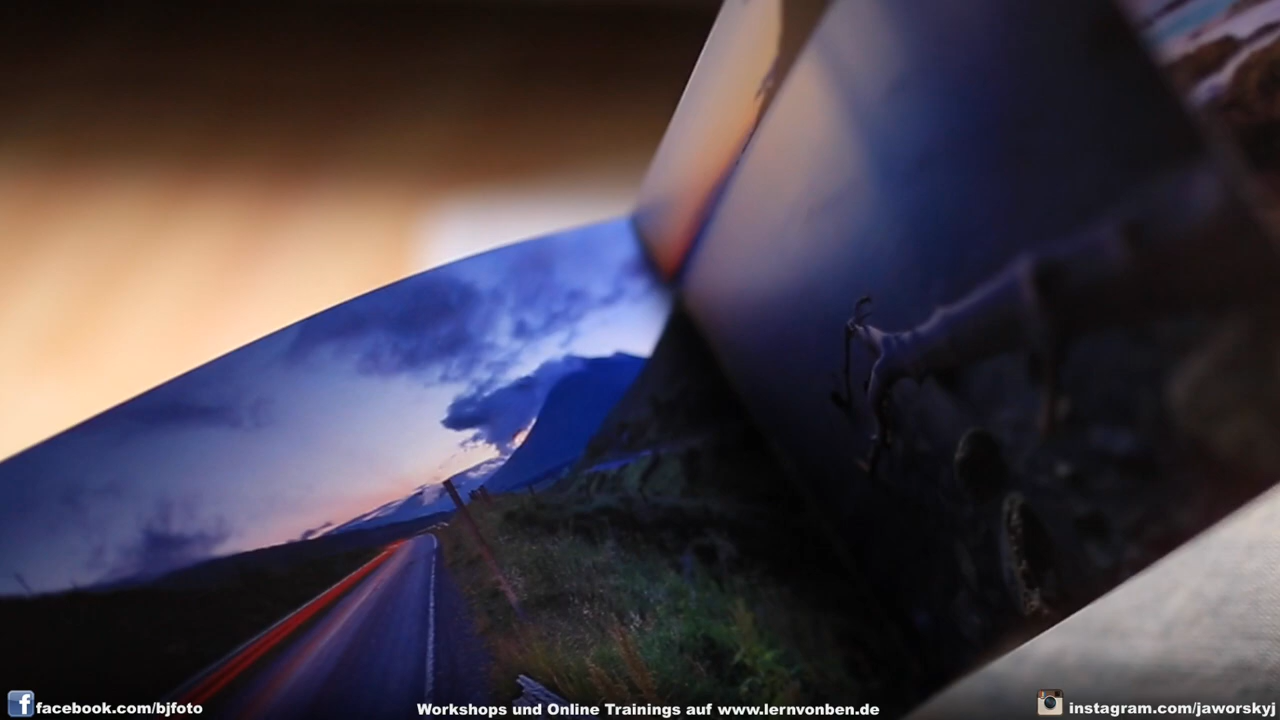 facebook.com/bjfoto
Workshops und Online Trainings auf www.lernvonben.de
instagram.com/jaworskyj